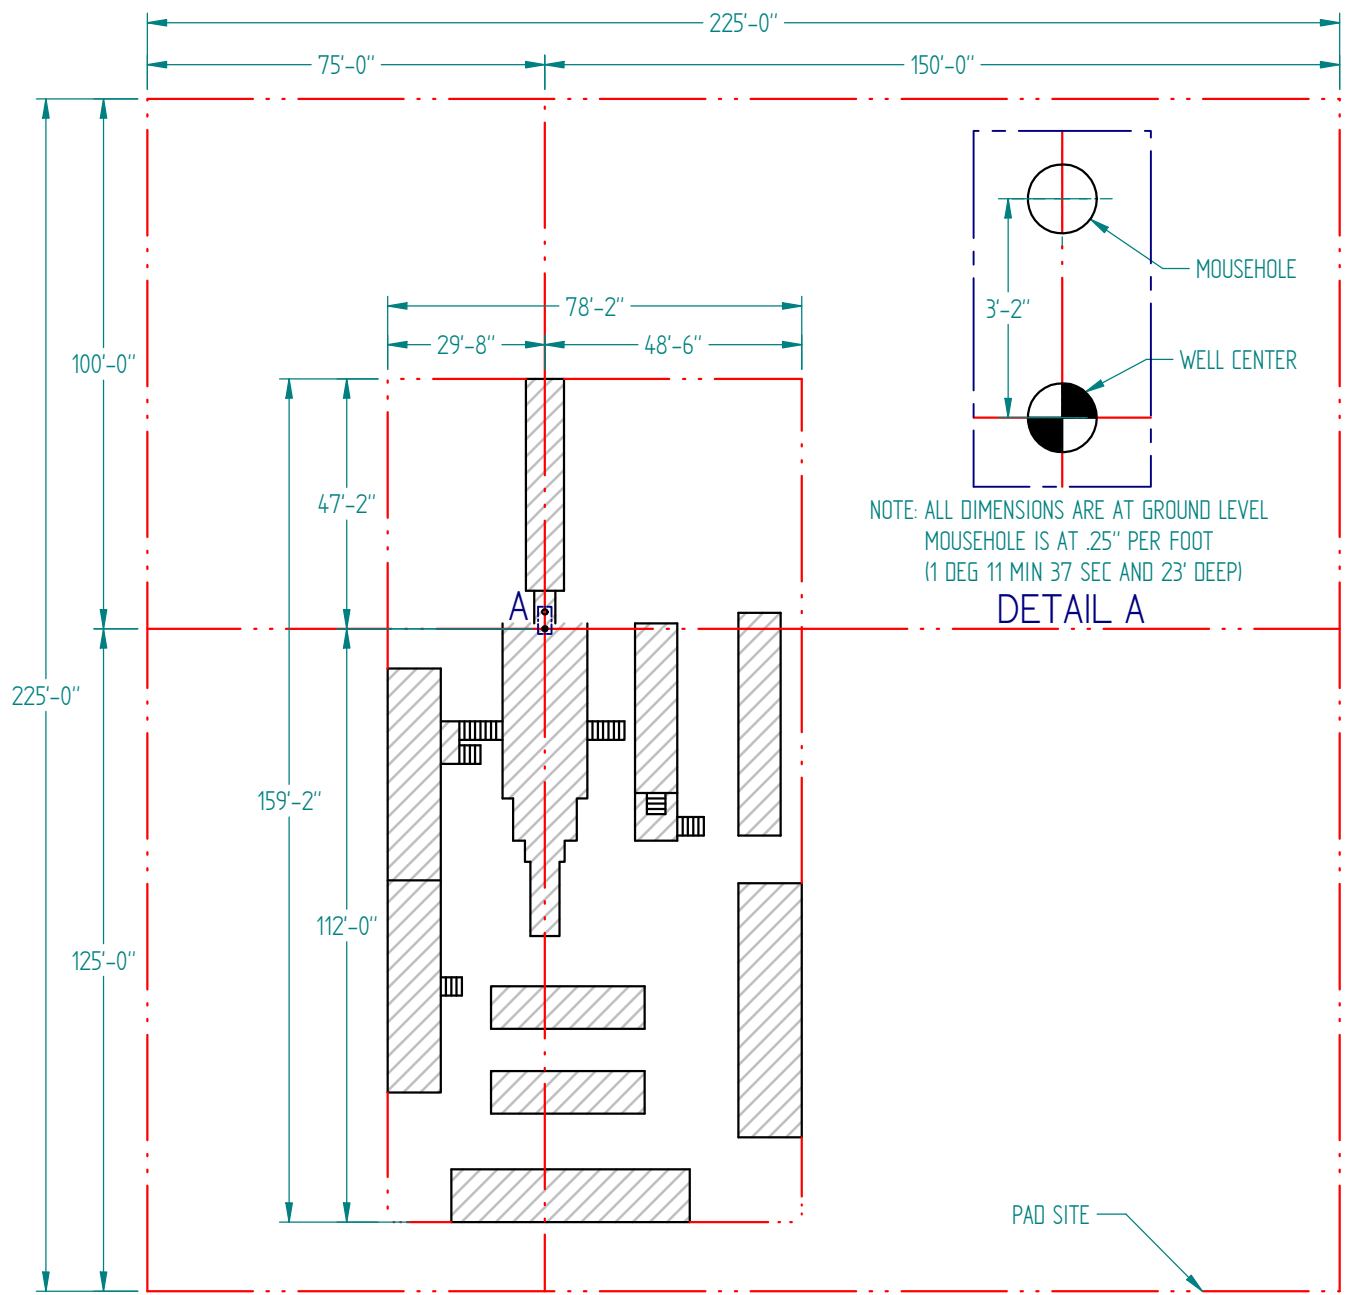 225'-0"
75'-0"
150'-0"
MOUSEHOLE
78'-2"
3'-2"
29'-8"
48'-6"
100'-0"
WELL CENTER
47'-2"
NOTE: ALL DIMENSIONS ARE AT GROUND LEVEL
MOUSEHOLE IS AT .25" PER FOOT
(1 DEG 11 MIN 37 SEC AND 23' DEEP)
A
DETAIL A
225'-0"
159'-2"
112'-0"
125'-0"
PAD SITE